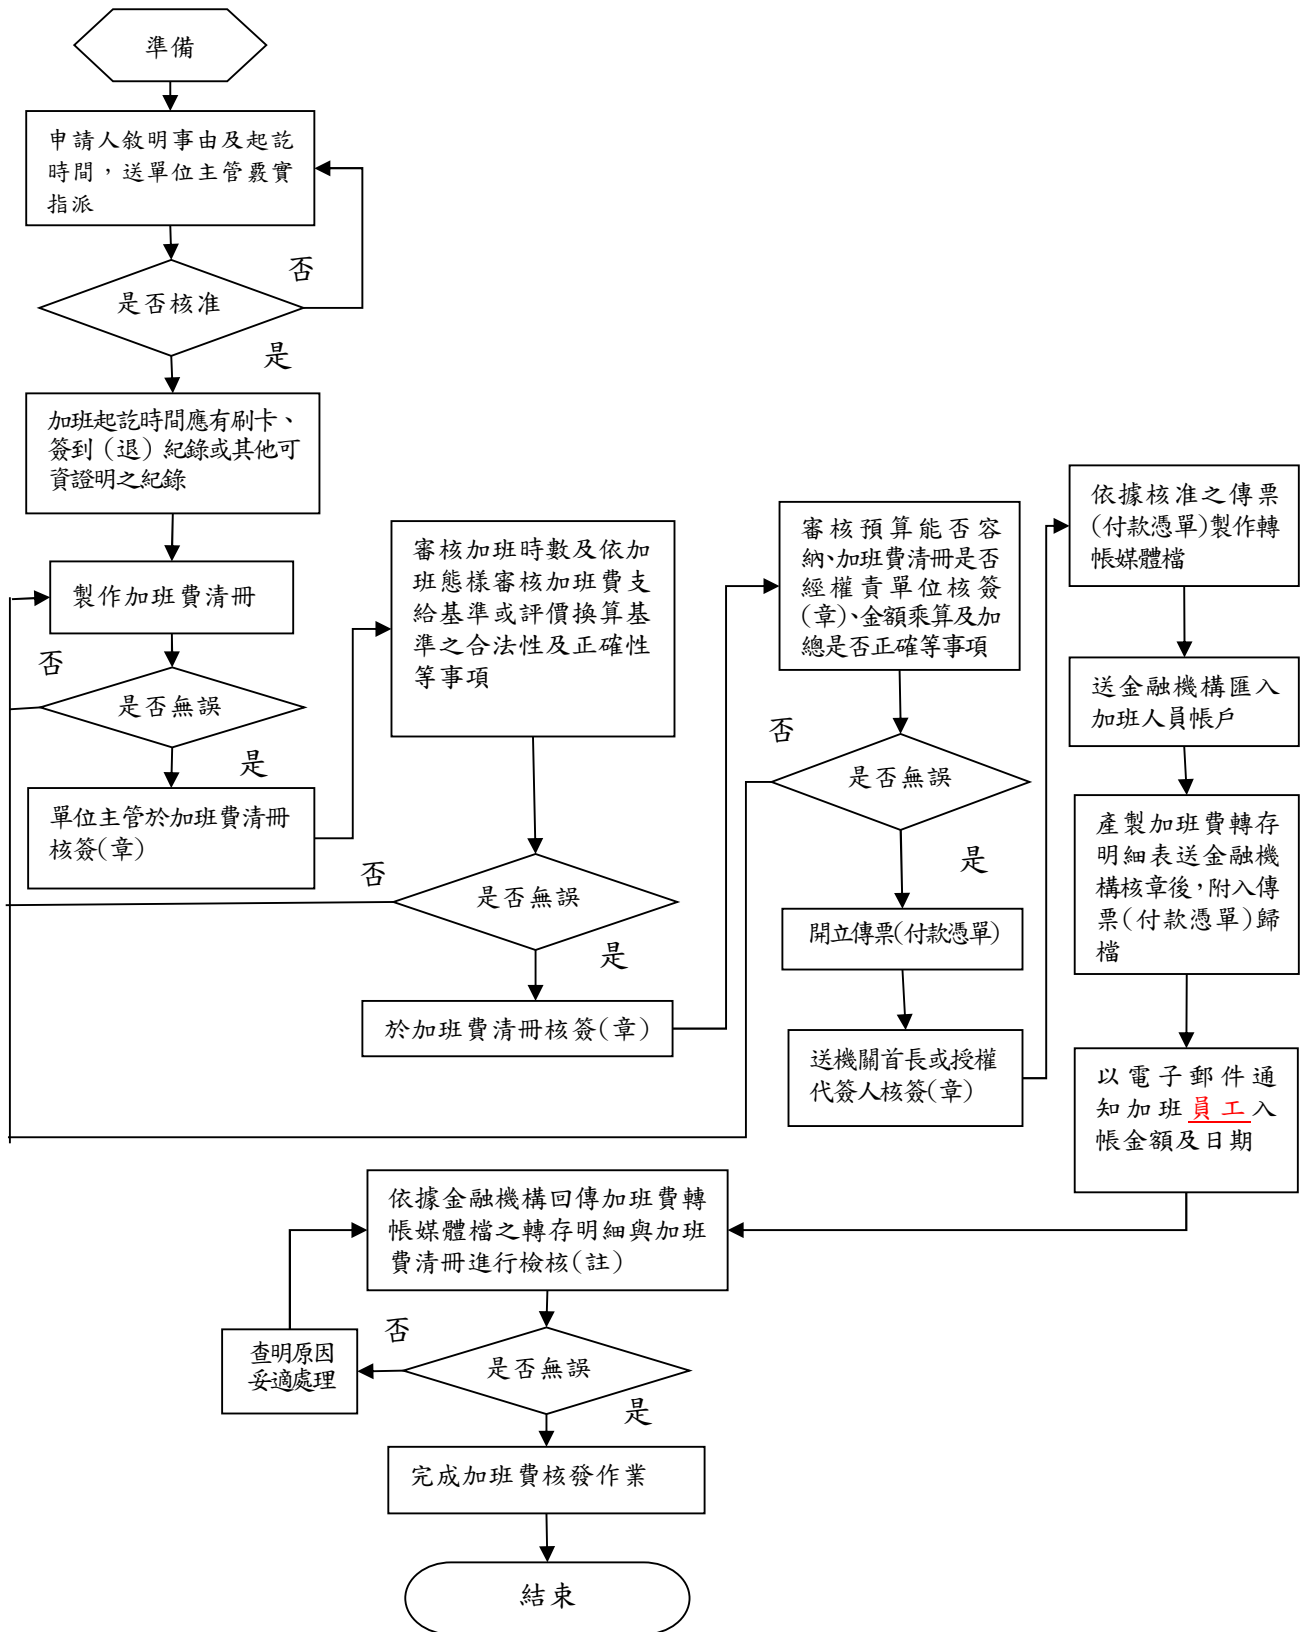 準備
申請人敘明事由及起訖
時間，送單位主管覈實
指派
否
是否核准
是
加班起訖時間應有刷卡、
簽到（退）紀錄或其他可
資證明之紀錄
製作加班費清冊
否
是否無誤
是
單位主管於加班費清冊
核簽(章)
審核加班時數及依加
班態樣審核加班費支
給基準或評價換算基
準之合法性及正確性
等事項
否
是否無誤
是
於加班費清冊核簽(章)
審核預算能否容
納、加班費清冊是否
經權責單位核簽
(章)、金額乘算及加
總是否正確等事項
否
是否無誤
是
開立傳票(付款憑單)
送機關首長或授權
代簽人核簽(章)
依據核准之傳票
(付款憑單)製作轉
帳媒體檔
送金融機構匯入
加班人員帳戶
產製加班費轉存
明細表送金融機
構核章後，附入傳
票(付款憑單)歸
檔
以電子郵件通
知加班員工入
帳金額及日期
依據金融機構回傳加班費轉
帳媒體檔之轉存明細與加班
費清冊進行檢核(註)
否
查明原因
妥適處理
是否無誤
是
完成加班費核發作業
結束